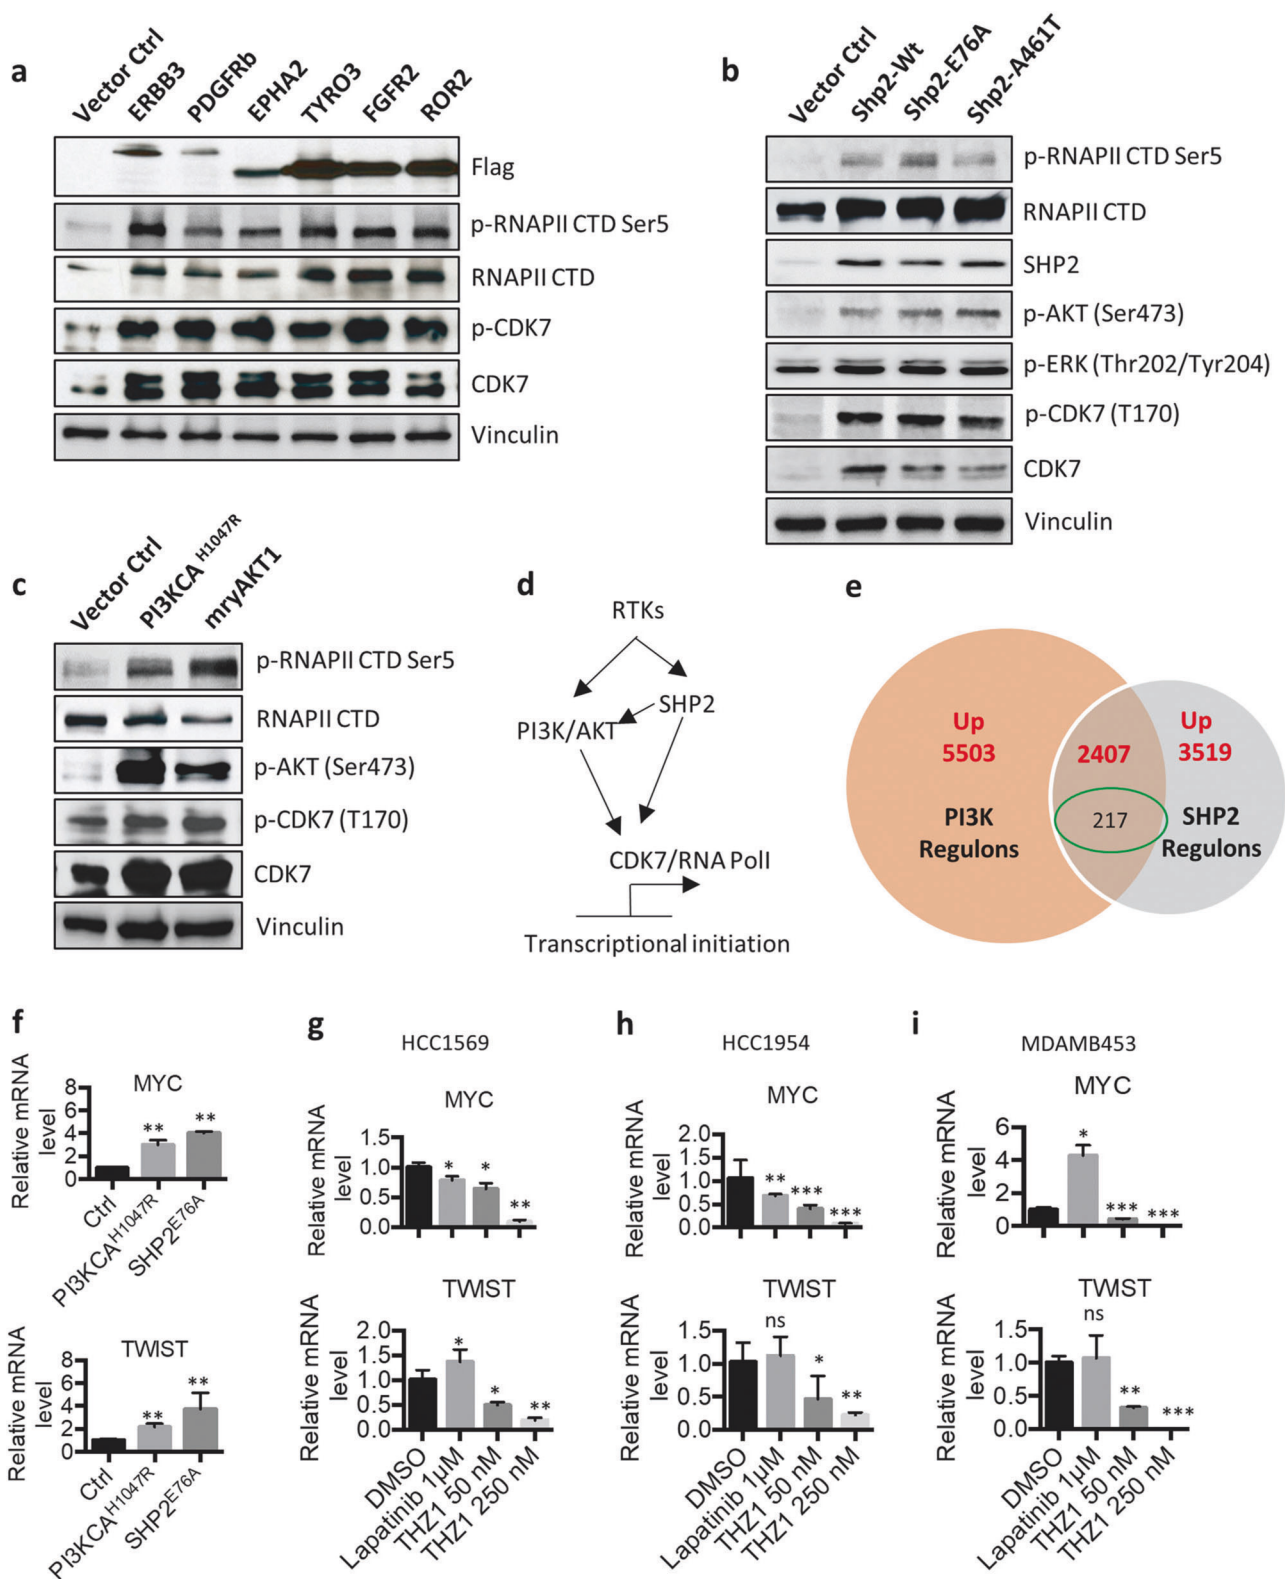 a
Vector Ctrl
ERBB3
PDGFRb
EPHA2
TYRO3
FGFR2
ROR2
Flag
p-RNAPII CTD Ser5
RNAPII CTD
p-CDK7
CDK7
Vinculin
b
Vector Ctrl
Shp2-Wt
Shp2-E76A
Shp2-A461T
p-RNAPII CTD Ser5
RNAPII CTD
SHP2
p-AKT (Ser473)
p-ERK (Thr202/Tyr204)
p-CDK7 (T170)
CDK7
Vinculin
c
Vector Ctrl
PI3KCA H1047R
mryAKT1
p-RNAPII CTD Ser5
RNAPII CTD
p-AKT (Ser473)
p-CDK7 (T170)
CDK7
Vinculin
d
RTKs
SHP2
PI3K/AKT
CDK7/RNA PolI
Transcriptional initiation
e
Up
5503
2407
Up
3519
PI3K
Regulons
217
SHP2
Regulons
f
MYC
Relative mRNA
level
8
6
4
2
0
**
**
Ctrl
PI3KCA H1047R
SHP2 E76A
TWIST
Relative mRNA
level
8
6
4
2
0
**
**
Ctrl
PI3KCA H1047R
SHP2 E76A
g
HCC1569
MYC
Relative mRNA
level
1.5
1.0
0.5
0.0
*
*
**
TWIST
Relative mRNA
level
2.0
1.5
1.0
0.5
0.0
*
*
**
DMSO
Lapatinib 1µM
THZ1 50 nM
THZ1 250 nM
h
HCC1954
MYC
Relative mRNA
level
2.0
1.5
1.0
0.5
0.0
**
***
***
TWIST
Relative mRNA
level
1.5
1.0
0.5
0.0
ns
*
**
DMSO
Lapatinib 1µM
THZ1 50 nM
THZ1 250 nM
i
MDAMB453
MYC
Relative mRNA
level
6
4
2
0
*
***
***
TWIST
Relative mRNA
level
1.5
1.0
0.5
0.0
ns
**
***
DMSO
Lapatinib 1µM
THZ1 50 nM
THZ1 250 nM